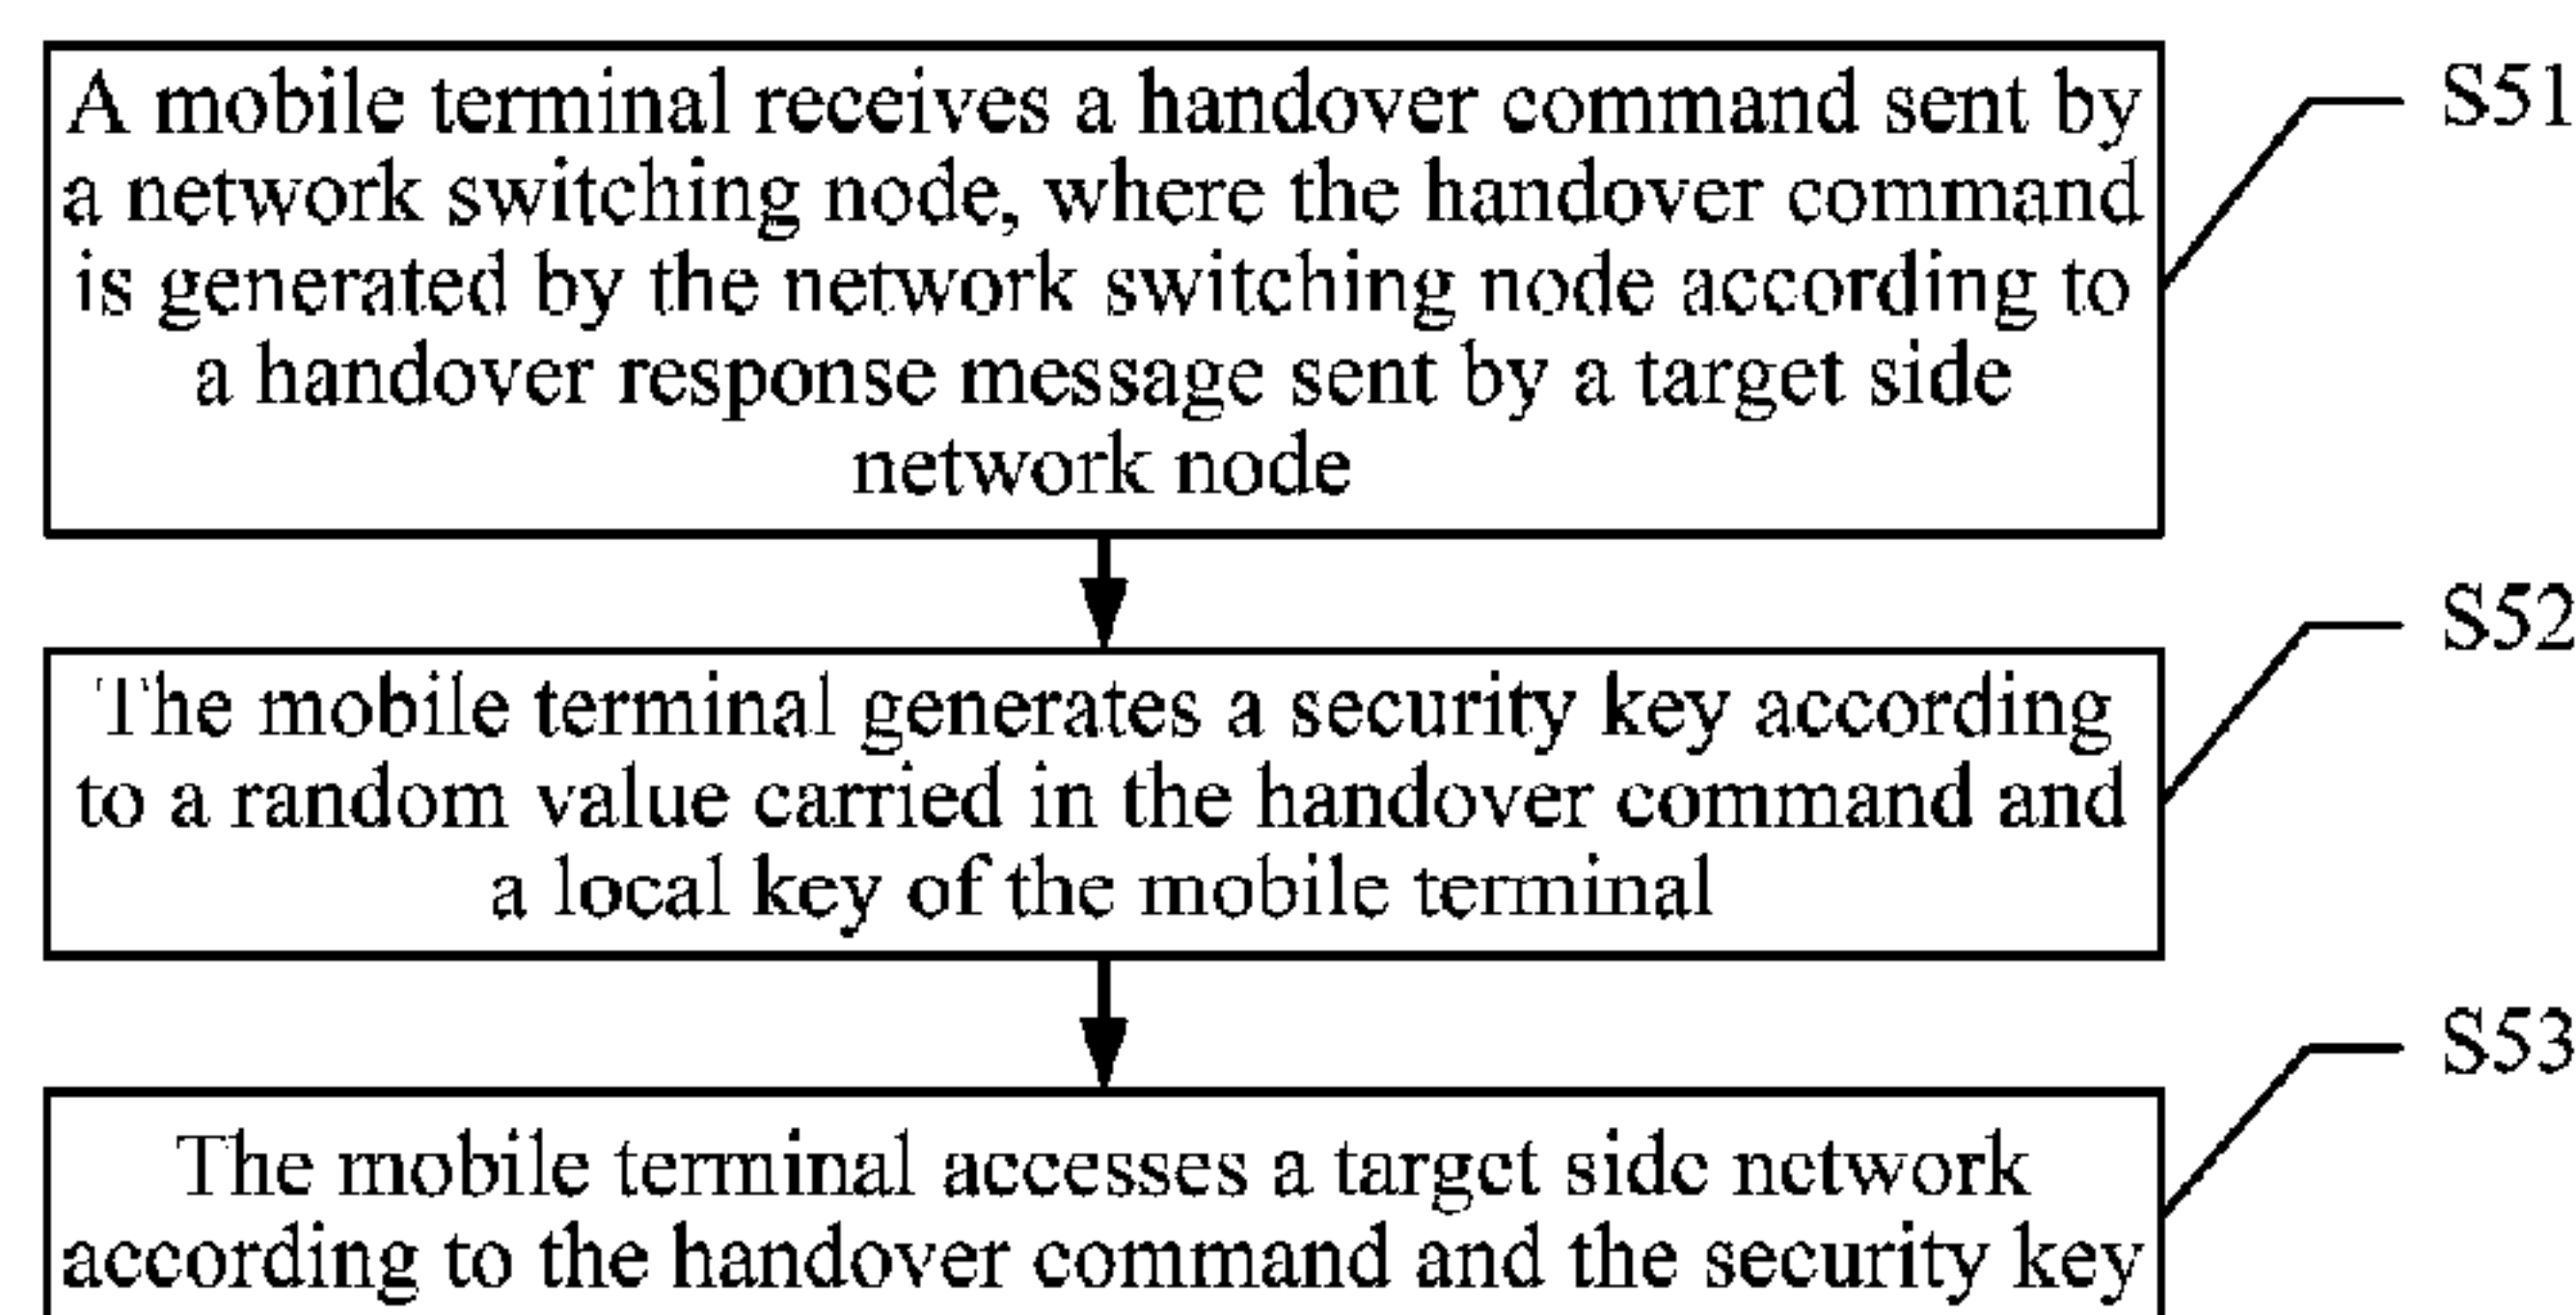 A mobile terminal receives a handover command sent by
a network switching node, where the handover command
is generated by the network switching node according to
a handover response message sent by a target side
network node
S51
The mobile terminal generates a security key according
to a random value carried in the handover command and
a local key of the mobile terminal
S52
The mobile terminal accesses a target side network
according to the handover command and the security key
S53